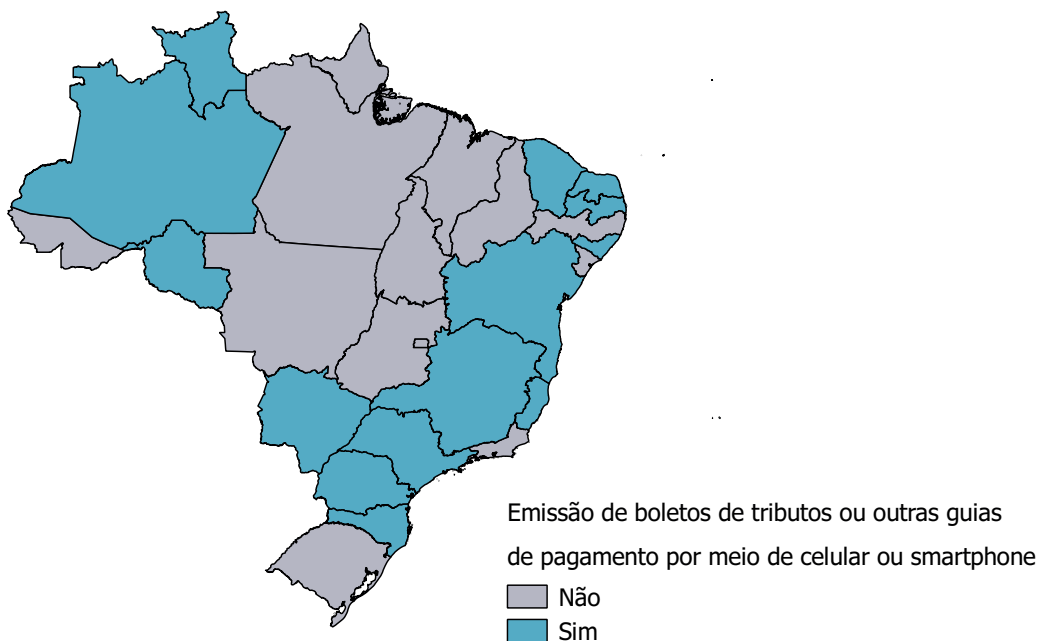 Emissão de boletos de tributos ou outras guias
de pagamento por meio de celular ou smartphone
Não
Sim